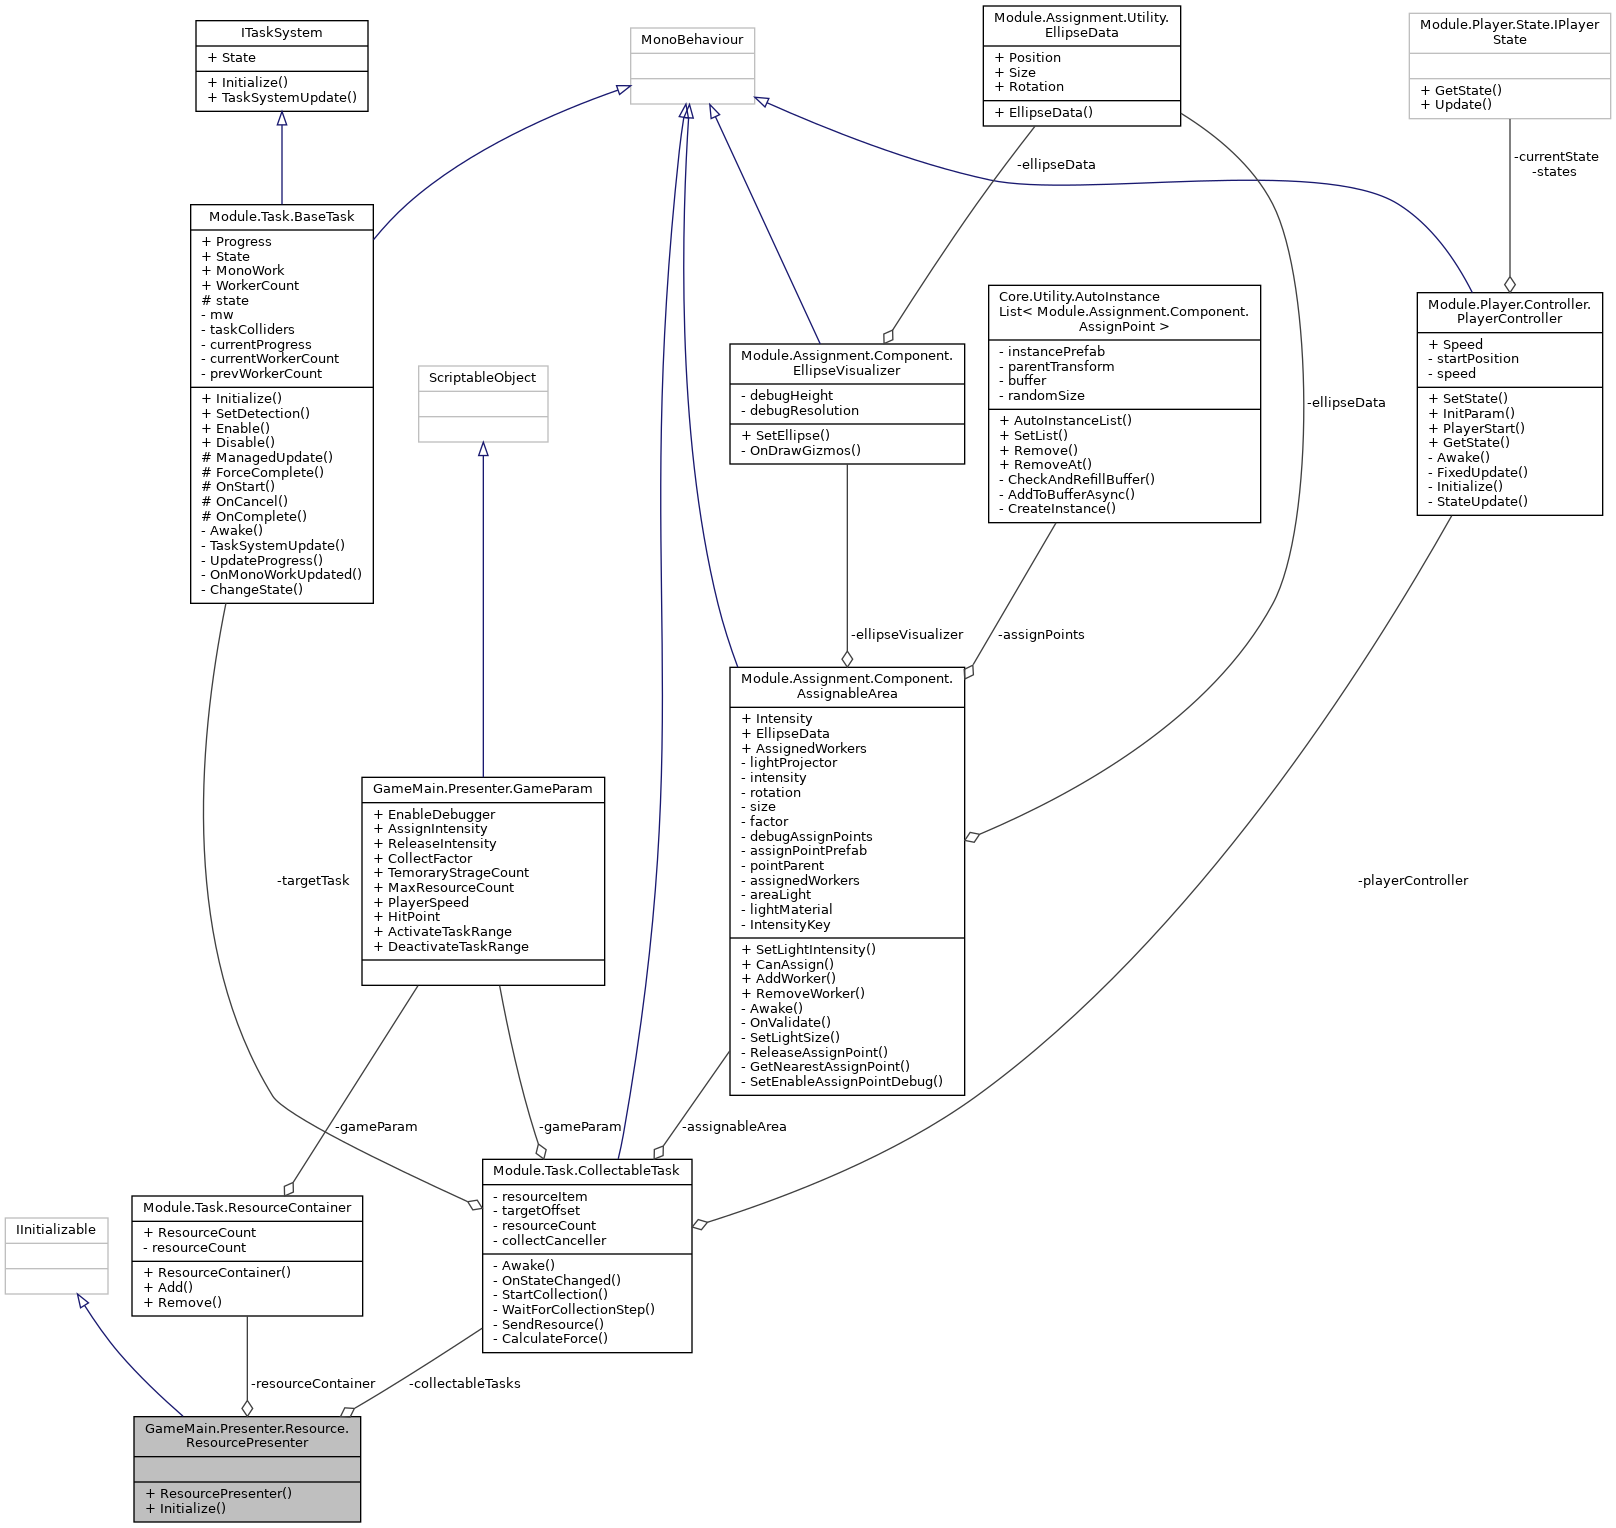 ITaskSystem
+ State
+ Initialize()
+ TaskSystemUpdate()
MonoBehaviour
Module.Assignment.Utility.
EllipseData
+ Position
+ Size
+ Rotation
+ EllipseData()
Module.Player.State.IPlayer
State
+ GetState()
+ Update()
-ellipseData
-currentState
-states
Module.Task.BaseTask
+ Progress
+ State
+ MonoWork
+ WorkerCount
# state
- mw
- taskColliders
- currentProgress
- currentWorkerCount
- prevWorkerCount
+ Initialize()
+ SetDetection()
+ Enable()
+ Disable()
# ManagedUpdate()
# ForceComplete()
# OnStart()
# OnCancel()
# OnComplete()
- Awake()
- TaskSystemUpdate()
- UpdateProgress()
- OnMonoWorkUpdated()
- ChangeState()
ScriptableObject
Module.Assignment.Component.
EllipseVisualizer
- debugHeight
- debugResolution
+ SetEllipse()
- OnDrawGizmos()
Core.Utility.AutoInstance
List< Module.Assignment.Component.
AssignPoint >
- instancePrefab
- parentTransform
- buffer
- randomSize
+ AutoInstanceList()
+ SetList()
+ Remove()
+ RemoveAt()
- CheckAndRefillBuffer()
- AddToBufferAsync()
- CreateInstance()
-ellipseData
Module.Player.Controller.
PlayerController
+ Speed
- startPosition
- speed
+ SetState()
+ InitParam()
+ PlayerStart()
+ GetState()
- Awake()
- FixedUpdate()
- Initialize()
- StateUpdate()
-ellipseVisualizer
-assignPoints
Module.Assignment.Component.
AssignableArea
+ Intensity
+ EllipseData
+ AssignedWorkers
- lightProjector
- intensity
- rotation
- size
- factor
- debugAssignPoints
- assignPointPrefab
- pointParent
- assignedWorkers
- areaLight
- lightMaterial
- IntensityKey
+ SetLightIntensity()
+ CanAssign()
+ AddWorker()
+ RemoveWorker()
- Awake()
- OnValidate()
- SetLightSize()
- ReleaseAssignPoint()
- GetNearestAssignPoint()
- SetEnableAssignPointDebug()
-targetTask
GameMain.Presenter.GameParam
+ EnableDebugger
+ AssignIntensity
+ ReleaseIntensity
+ CollectFactor
+ TemoraryStrageCount
+ MaxResourceCount
+ PlayerSpeed
+ HitPoint
+ ActivateTaskRange
+ DeactivateTaskRange
-playerController
-gameParam
-gameParam
-assignableArea
Module.Task.CollectableTask
- resourceItem
- targetOffset
- resourceCount
- collectCanceller
- Awake()
- OnStateChanged()
- StartCollection()
- WaitForCollectionStep()
- SendResource()
- CalculateForce()
Module.Task.ResourceContainer
+ ResourceCount
- resourceCount
+ ResourceContainer()
+ Add()
+ Remove()
IInitializable
-resourceContainer
-collectableTasks
GameMain.Presenter.Resource.
ResourcePresenter
+ ResourcePresenter()
+ Initialize()